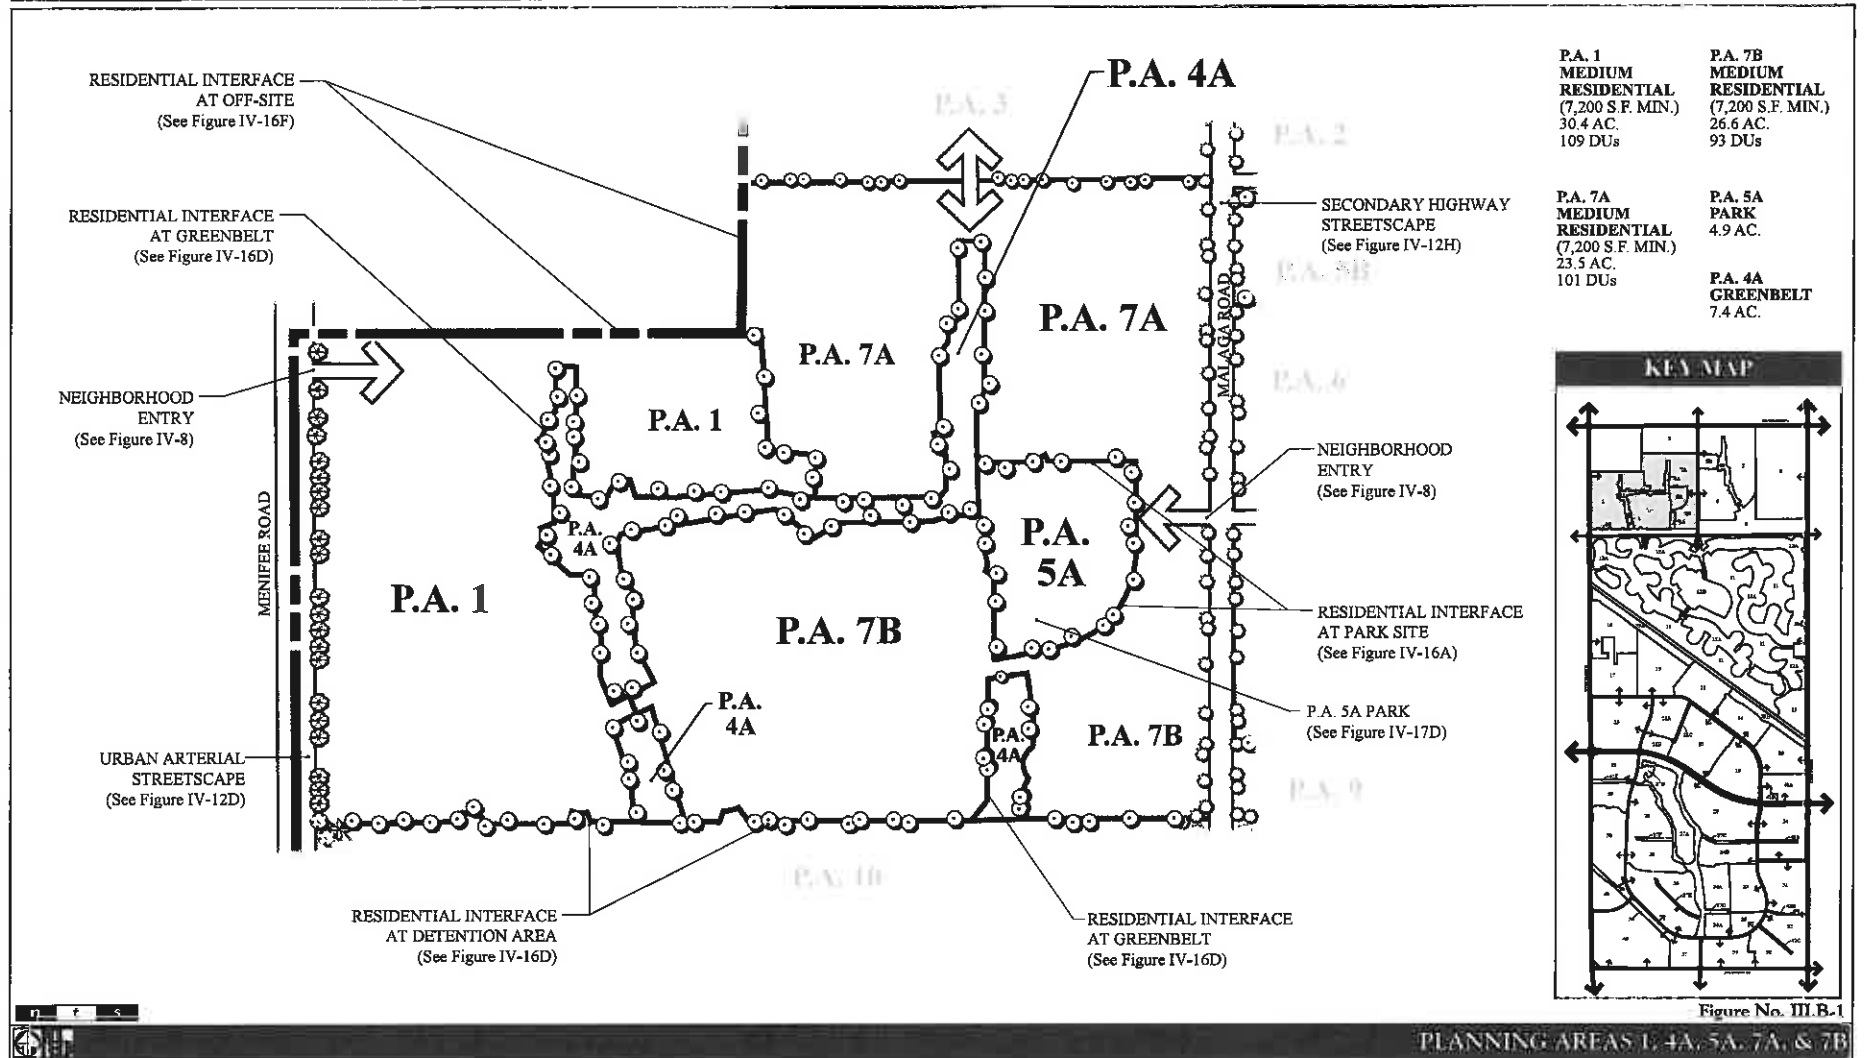 RESIDENTIAL INTERFACE
AT OFF-SITE
(See Figure IV-16F)
RESIDENTIAL INTERFACE
AT GREENBELT
(See Figure IV-16D)
NEIGHBORHOOD
ENTRY
(See Figure IV-8)
MENIFEE ROAD
URBAN ARTERIAL
STREETSCAPE
(See Figure IV-12D)
RESIDENTIAL INTERFACE
AT DETENTION AREA
(See Figure IV-16D)
P.A. 3
P.A. 4A
P.A. 2
P.A. 7A
P.A. 7A
P.A. 1
P.A. 1
P.A.
4A
P.A. 7B
P.A.
5A
P.A.
4A
P.A.
4A
P.A. 7B
P.A. 10
MALAGA ROAD
SECONDARY HIGHWAY
STREETSCAPE
(See Figure IV-12H)
P.A. 5B
P.A. 6
NEIGHBORHOOD
ENTRY
(See Figure IV-8)
RESIDENTIAL INTERFACE
AT PARK SITE
(See Figure IV-16A)
P.A. 5A PARK
(See Figure IV-17D)
P.A. 9
RESIDENTIAL INTERFACE
AT GREENBELT
(See Figure IV-16D)
P.A. 1
MEDIUM
RESIDENTIAL
(7,200 S.F. MIN.)
30.4 AC.
109 DUs
P.A. 7B
MEDIUM
RESIDENTIAL
(7,200 S.F. MIN.)
26.6 AC.
93 DUs
P.A. 7A
MEDIUM
RESIDENTIAL
(7,200 S.F. MIN.)
23.5 AC.
101 DUs
P.A. 5A
PARK
4.9 AC.
P.A. 4A
GREENBELT
7.4 AC.
KEY MAP
n t s
Figure No. III.B-1
PLANNING AREAS 1, 4A, 5A, 7A, & 7B